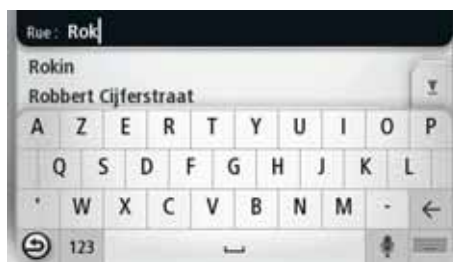 Rue: Rok
Rokin
Robbert Cijferstraat
A Z E R T Y U I O P
Q S D F G H J K L
' W X C V B N M -
123